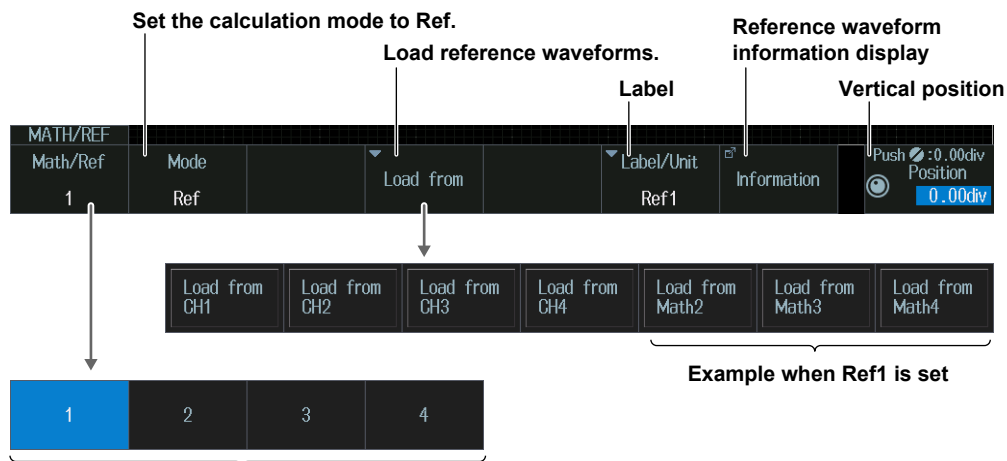 Set the calculation mode to Ref.
Load reference waveforms.
Reference waveform
information display
Label
Vertical position
MATH/REF
Math/Ref
1
Mode
Ref
Load from
Label/Unit
Ref1
Information
Push :0.00div
Position
0.00div
Load from
CH1
Load from
CH2
Load from
CH3
Load from
CH4
Load from
Math2
Load from
Math3
Load from
Math4
Example when Ref1 is set
1
2
3
4